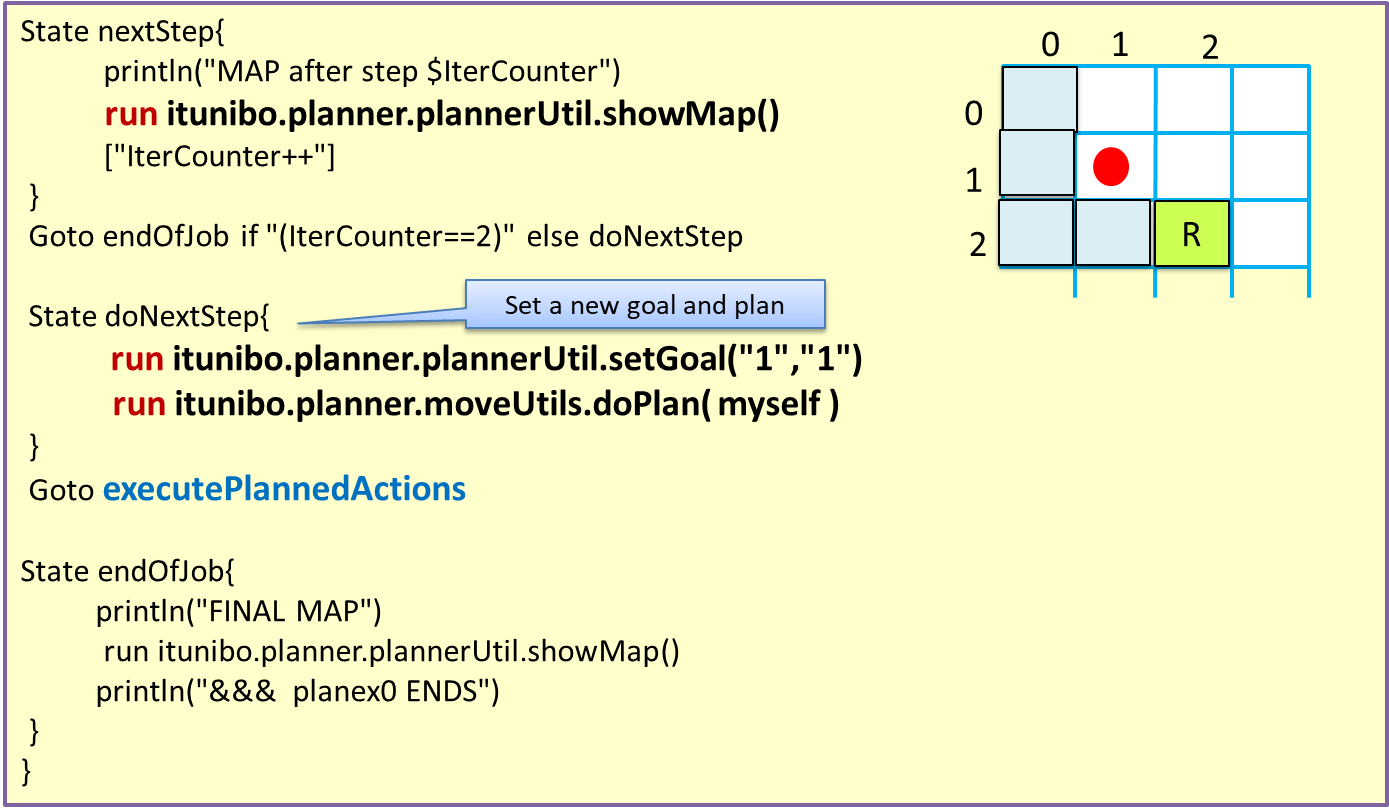 State nextStep{
println("MAP after step $IterCounter")
run itunibo.planner.plannerUtil.showMap()
["IterCounter++"]
}
Goto endOfJob if "(IterCounter==2)" else doNextStep
State doNextStep{
Set a new goal and plan
run itunibo.planner.plannerUtil.setGoal("1","1")
run itunibo.planner.moveUtils.doPlan( myself )
}
Goto executePlannedActions
State endOfJob{
println("FINAL MAP")
run itunibo.planner.plannerUtil.showMap()
println("&&& planex0 ENDS")
}
}
0 1 2
0
1
2 R